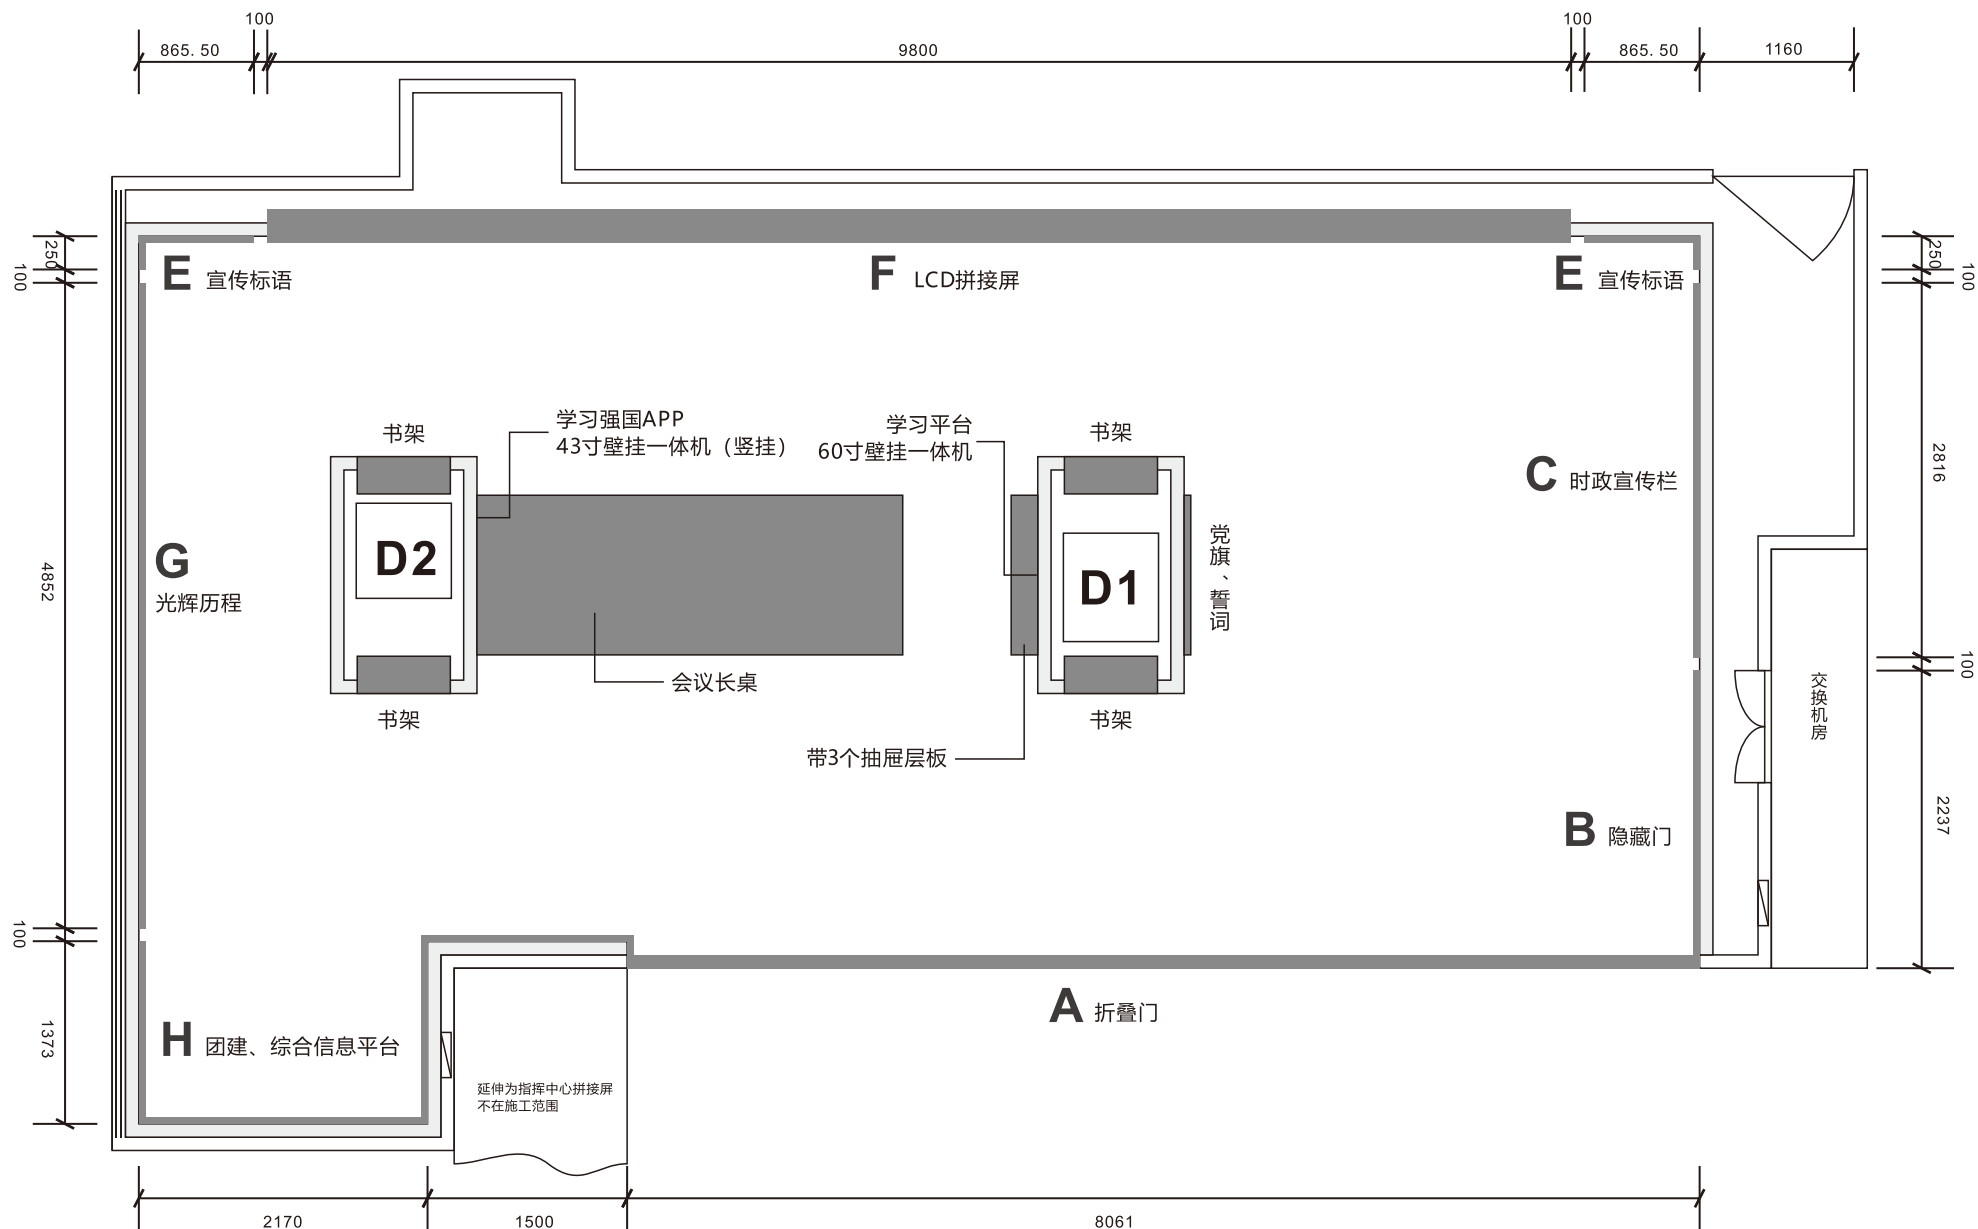 100
100
865. 50
9800
865. 50
1160
250
100
250
100
E 宣传标语
F LCD拼接屏
E 宣传标语
学习强国APP
43寸壁挂一体机（竖挂）
学习平台
60寸壁挂一体机
书架
书架
2816
C 时政宣传栏
D2
D1
党旗、誓词
G
光辉历程
4852
100
会议长桌
交换机房
书架
书架
带3个抽屉层板
2237
B 隐藏门
100
A 折叠门
H 团建、综合信息平台
1373
延伸为指挥中心拼接屏
不在施工范围
2170
1500
8061